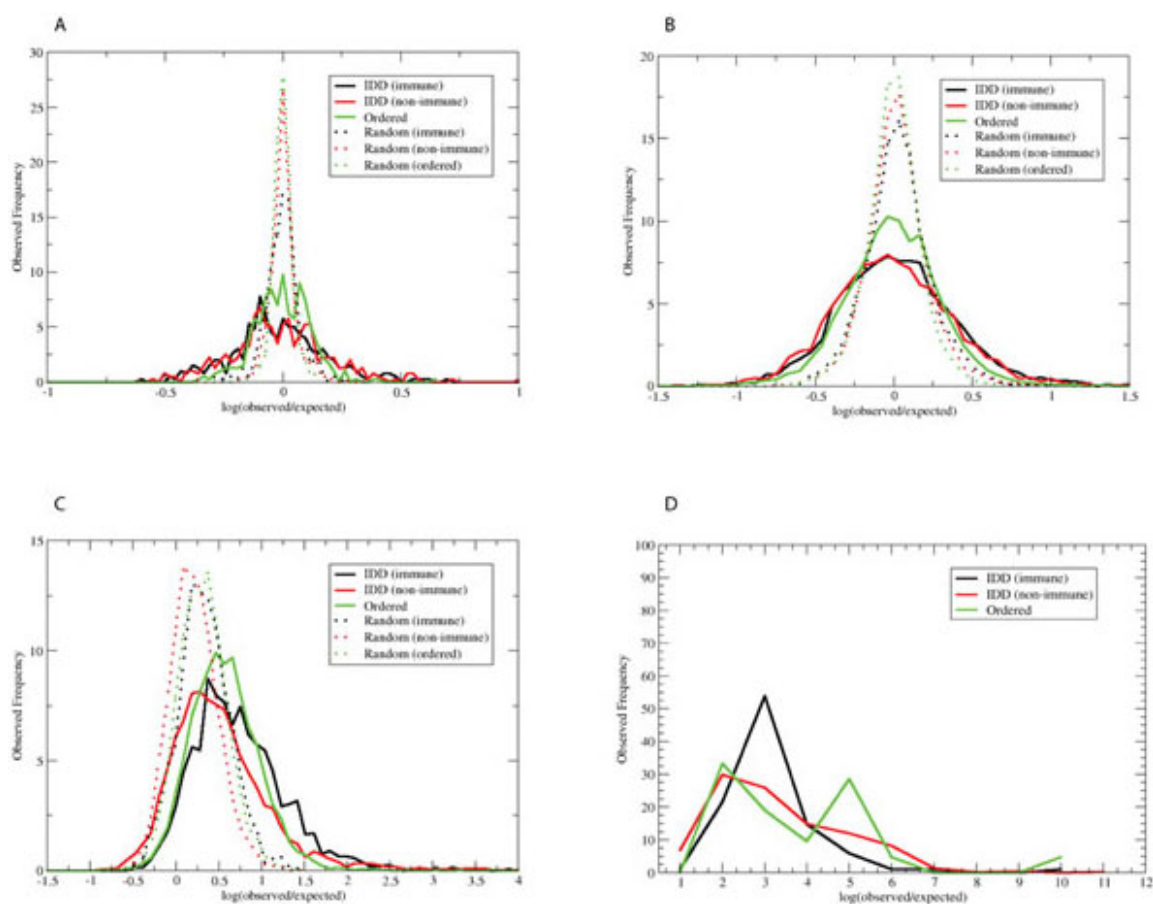 A
30
25
20
15
10
5
0
Observed Frequency
IDD (immune)
IDD (non-immune)
Ordered
Random (immune)
Random (non-immune)
Random (ordered)
-1 -0.5 0 0.5 1
log(observed/expected)
B
20
15
10
5
0
Observed Frequency
IDD (immune)
IDD (non-immune)
Ordered
Random (immune)
Random (non-immune)
Random (ordered)
-1.5 -1 -0.5 0 0.5 1 1.5
log(observed/expected)
C
15
10
5
0
Observed Frequency
IDD (immune)
IDD (non-immune)
Ordered
Random (immune)
Random (non-immune)
Random (ordered)
-1.5 -1 -0.5 0 0.5 1 1.5 2 2.5 3 3.5 4
log(observed/expected)
D
100
90
80
70
60
50
40
30
20
10
0
Observed Frequency
IDD (immune)
IDD (non-immune)
Ordered
1 2 3 4 5 6 7 8 9 10 11 12
log(observed/expected)